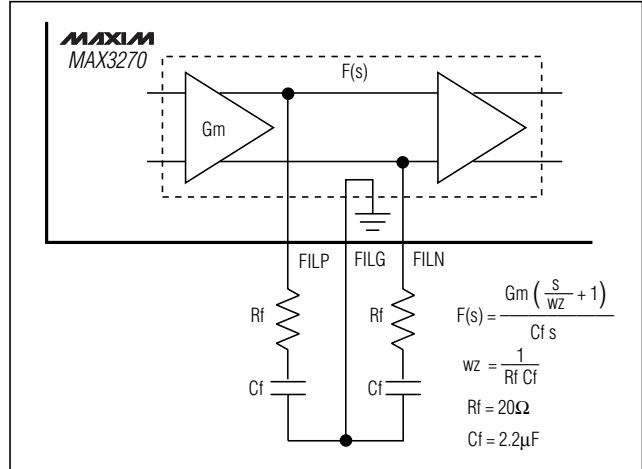 MAXIM
MAX3270
F(s)
Gm
FILP FILG FILN
Rf Rf
Cf Cf
F(s) = Gm ( s / wz + 1 ) / Cf s
wz = 1 / Rf Cf
Rf = 20Ω
Cf = 2.2μF